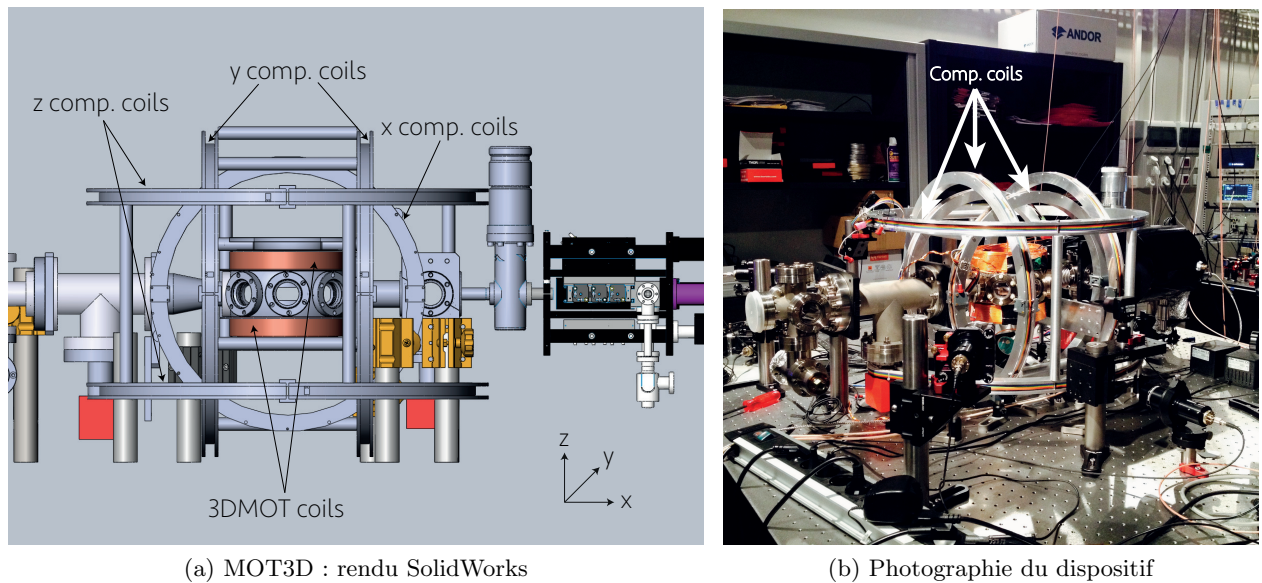 y comp. coils
z comp. coils
x comp. coils
3DMOT coils
z
y
x
ANDOR
Comp. coils
(a) MOT3D : rendu SolidWorks
(b) Photographie du dispositif